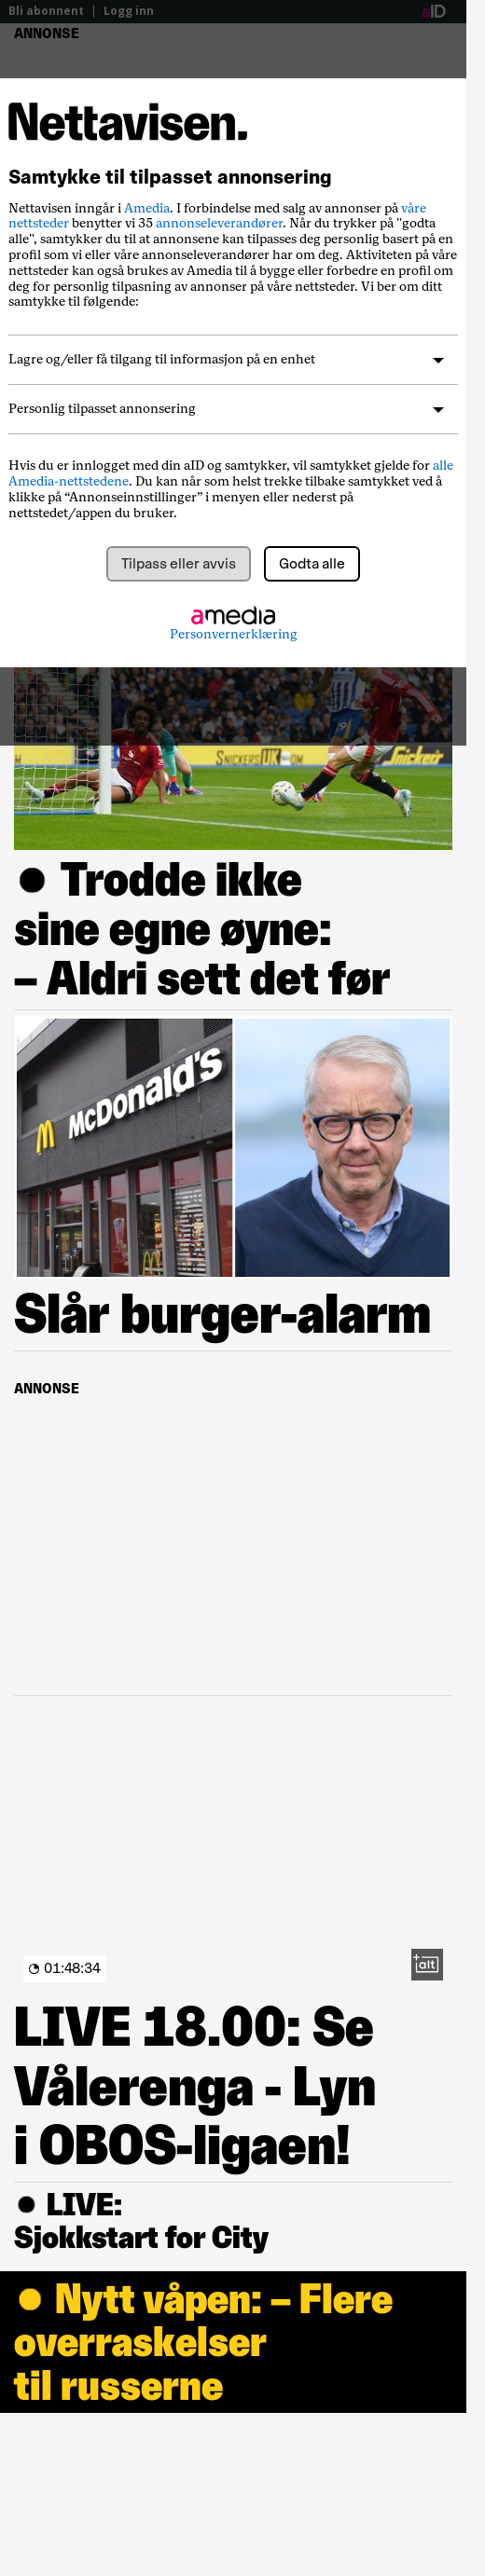 Bli abonnent | Logg inn aID
ANNONSE
Nettavisen.
Samtykke til tilpasset annonsering
Nettavisen inngår i Amedia. I forbindelse med salg av annonser på våre
nettsteder benytter vi 35 annonseleverandører. Når du trykker på "godta
alle", samtykker du til at annonsene kan tilpasses deg personlig basert på en
profil som vi eller våre annonseleverandører har om deg. Aktiviteten på våre
nettsteder kan også brukes av Amedia til å bygge eller forbedre en profil om
deg for personlig tilpasning av annonser på våre nettsteder. Vi ber om ditt
samtykke til følgende:
Lagre og/eller få tilgang til informasjon på en enhet
Personlig tilpasset annonsering
Hvis du er innlogget med din aID og samtykker, vil samtykket gjelde for alle
Amedia-nettstedene. Du kan når som helst trekke tilbake samtykket ved å
klikke på “Annonseinnstillinger” i menyen eller nederst på
nettstedet/appen du bruker.
Tilpass eller avvis Godta alle
amedia
Personvernerklæring
SNICKERSUK.COM Snickers
Trodde ikke
sine egne øyne:
– Aldri sett det før
McDonald's
Slår burger-alarm
ANNONSE
01:48:34 +alt
LIVE 18.00: Se
Vålerenga - Lyn
i OBOS-ligaen!
LIVE:
Sjokkstart for City
Nytt våpen: – Flere
overraskelser
til russerne